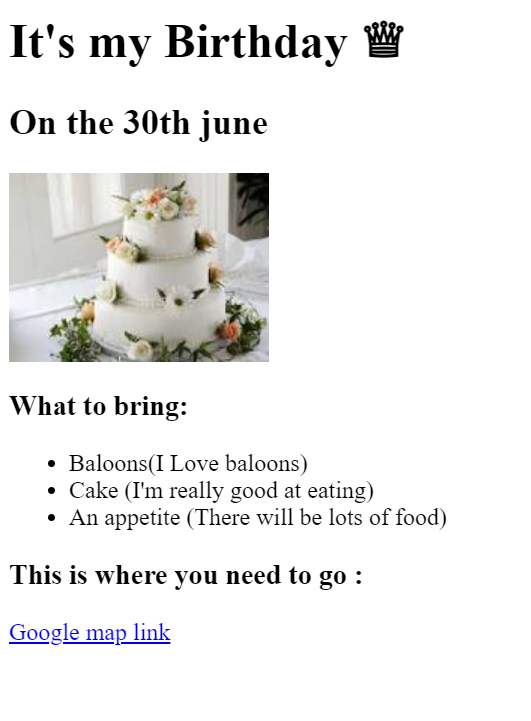 It's my Birthday ♛
On the 30th june
What to bring:
• Baloons(I Love baloons)
• Cake (I'm really good at eating)
• An appetite (There will be lots of food)
This is where you need to go :
Google map link